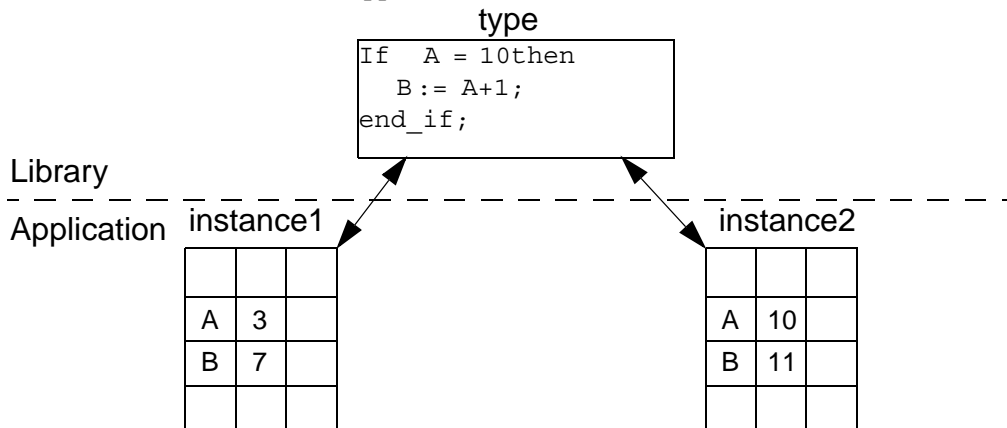 type
If A = 10then
B := A+1;
end_if;
Library
Application
instance1
instance2
A 3
B 7
A 10
B 11